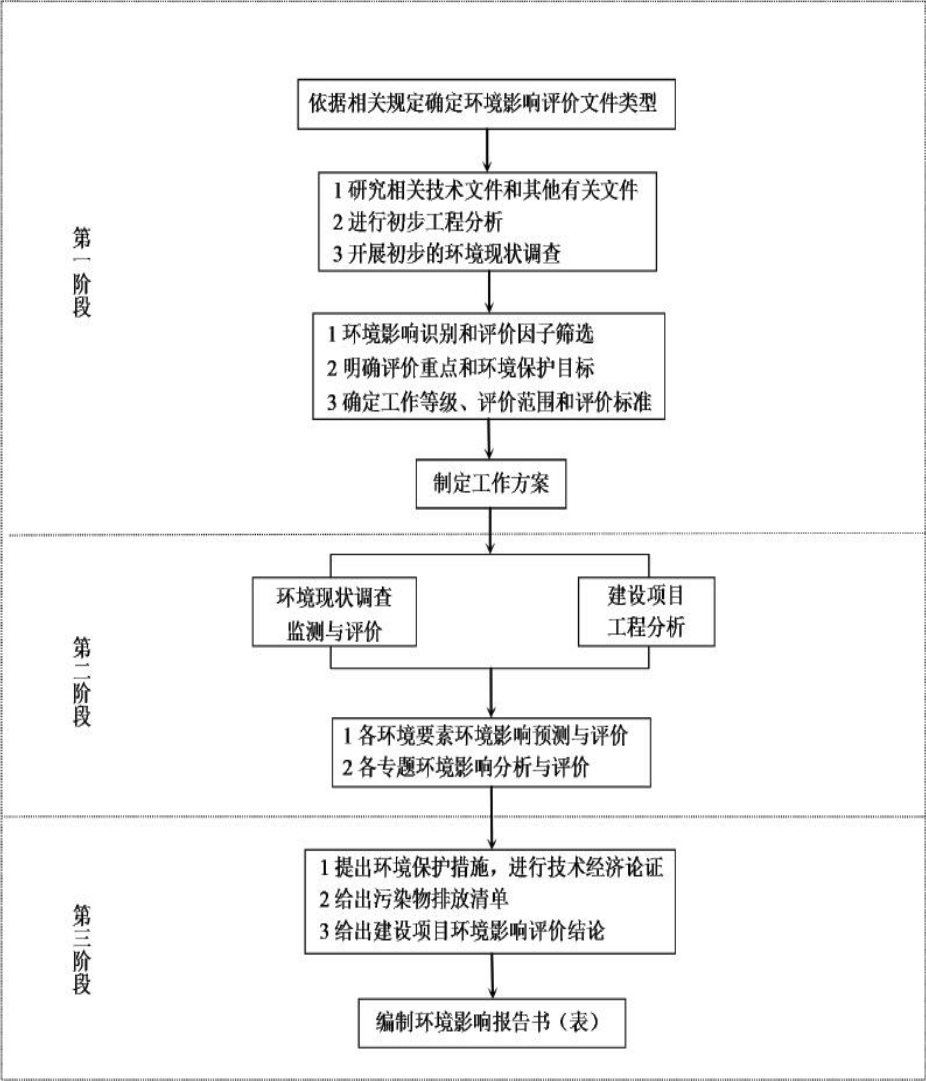 依据相关规定确定环境影响评价文件类型
1 研究相关技术文件和其他有关文件
2 进行初步工程分析
3 开展初步的环境现状调查
第一阶段
1 环境影响识别和评价因子筛选
2 明确评价重点和环境保护目标
3 确定工作等级、评价范围和评价标准
制定工作方案
环境现状调查
监测与评价
建设项目
工程分析
第二阶段
1 各环境要素环境影响预测与评价
2 各专题环境影响分析与评价
1 提出环境保护措施，进行技术经济论证
2 给出污染物排放清单
3 给出建设项目环境影响评价结论
第三阶段
编制环境影响报告书（表）